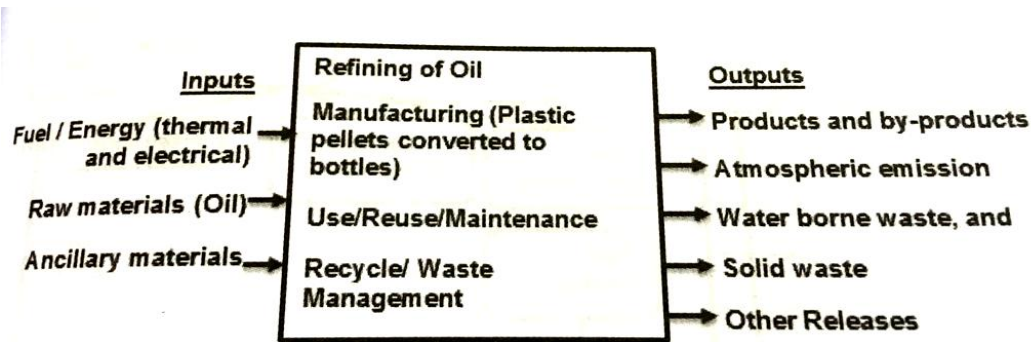 Inputs
Fuel / Energy (thermal
and electrical)
Raw materials (Oil)
Ancillary materials
Refining of Oil
Manufacturing (Plastic
pellets converted to
bottles)
Use/Reuse/Maintenance
Recycle/ Waste
Management
Outputs
Products and by-products
Atmospheric emission
Water borne waste, and
Solid waste
Other Releases